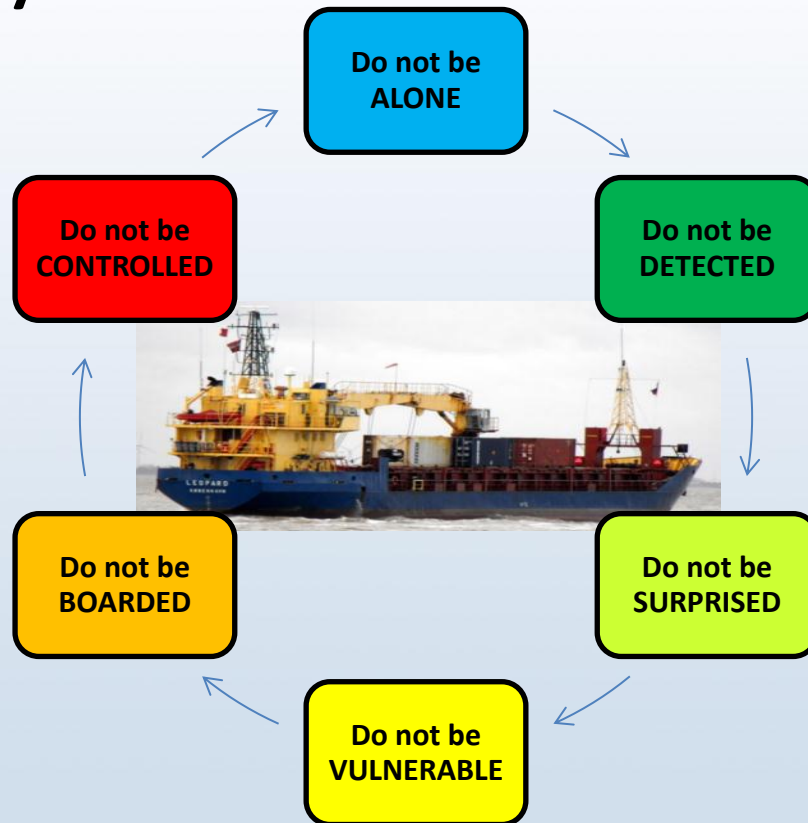 Do not be
ALONE
Do not be
DETECTED
Do not be
SURPRISED
Do not be
VULNERABLE
Do not be
BOARDED
Do not be
CONTROLLED
LEOPARD